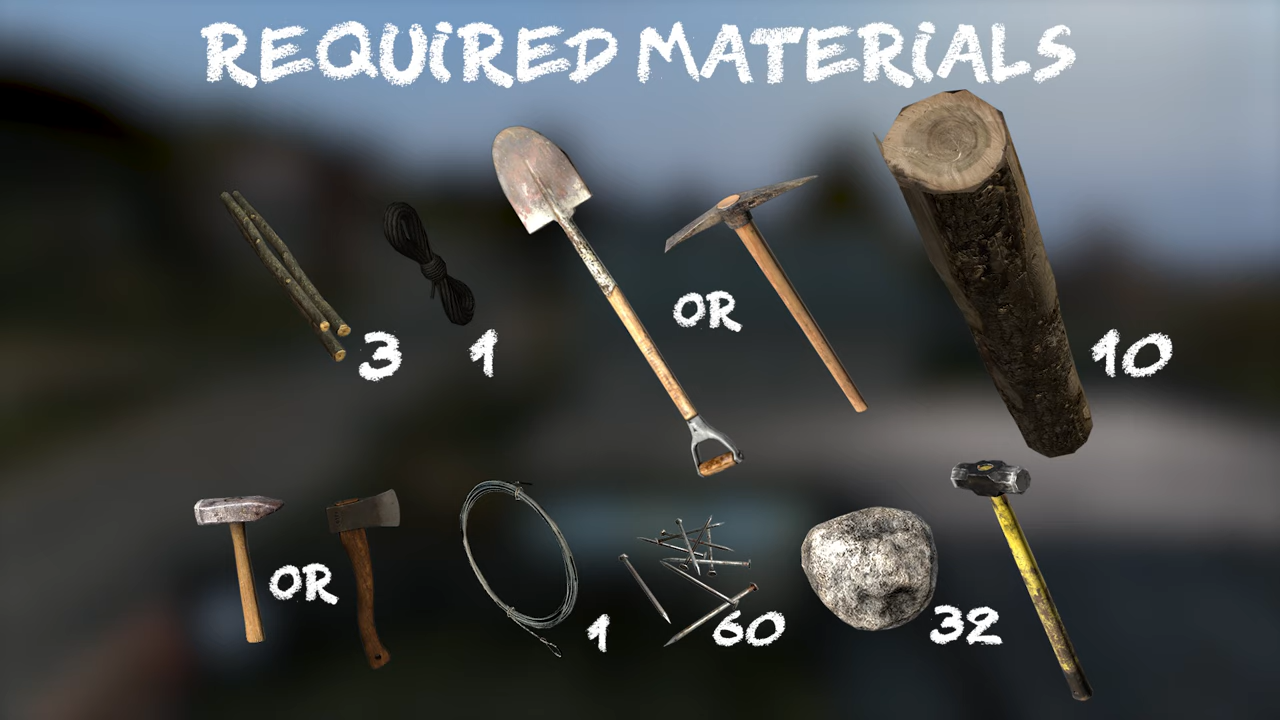 REQUIRED MATERIALS
OR
3 1 10
OR
1 60 32